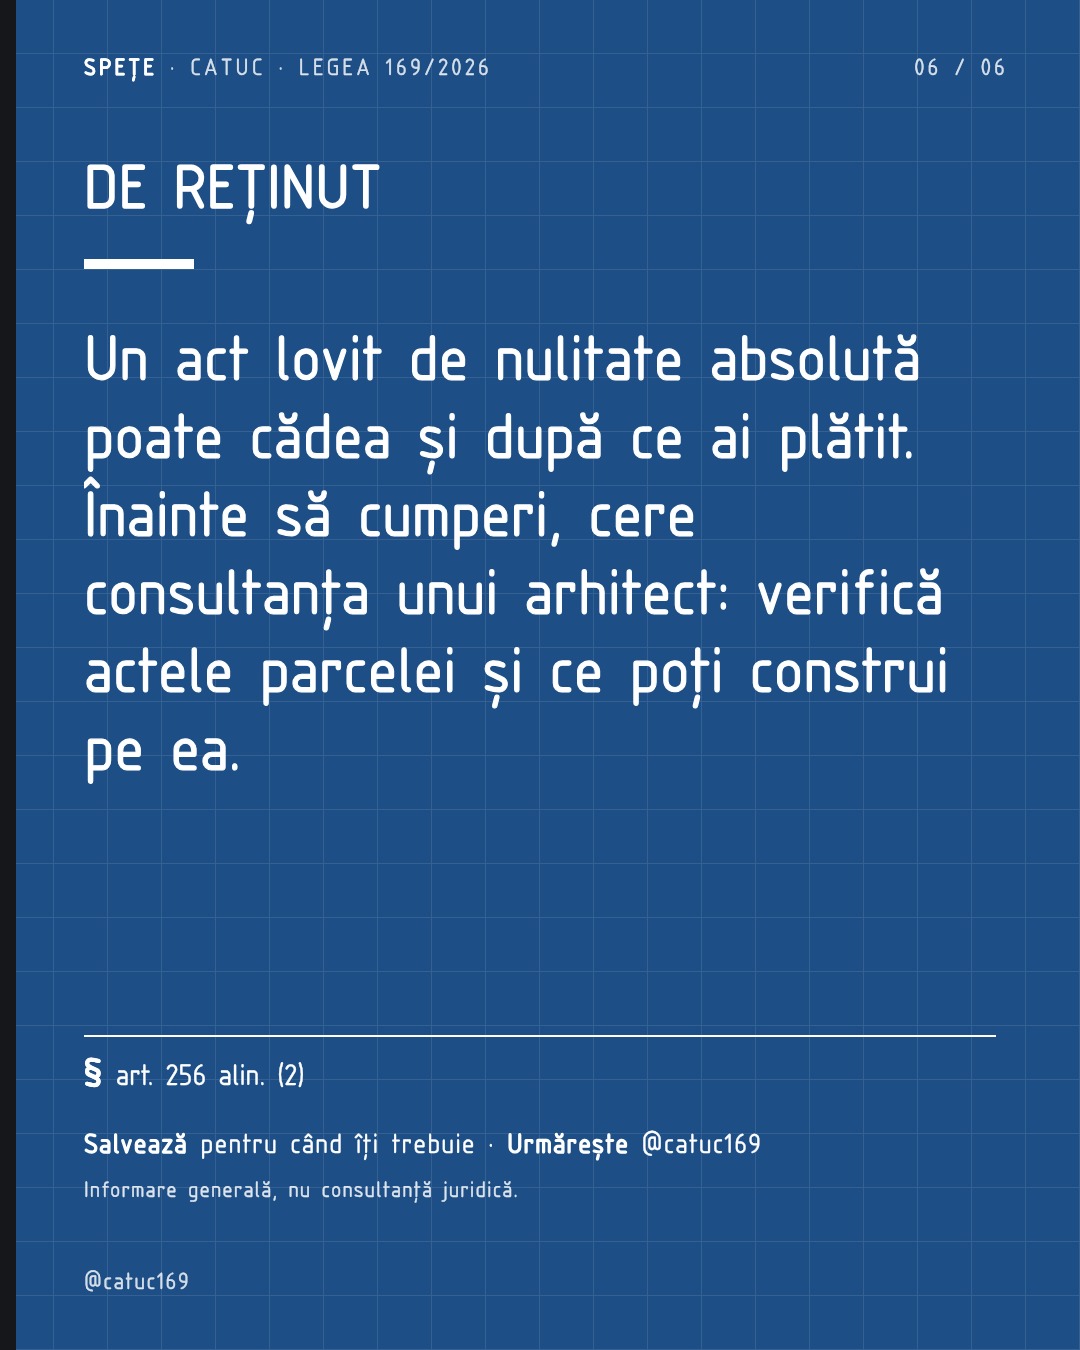 SPEȚE · CATUC · LEGEA 169/2026
06 / 06
DE REȚINUT
Un act lovit de nulitate absolută
poate cădea și după ce ai plătit.
Înainte să cumperi, cere
consultanța unui arhitect: verifică
actele parcelei și ce poți construi
pe ea.
§ art. 256 alin. (2)
Salvează pentru când îți trebuie · Urmărește @catuc169
Informare generală, nu consultanță juridică.
@catuc169